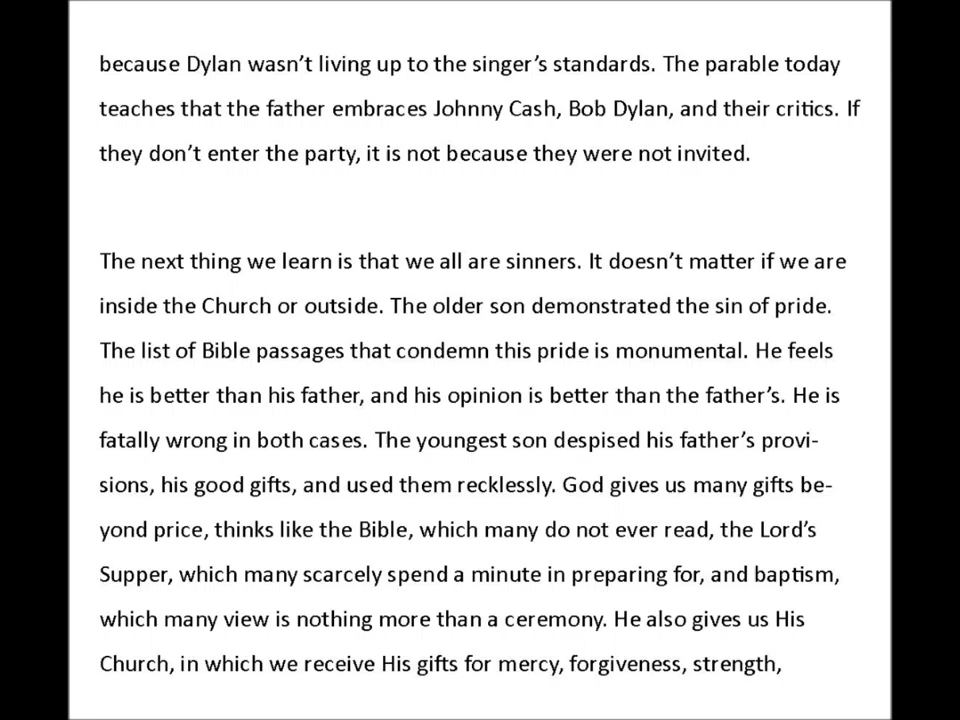 because Dylan wasn’t living up to the singer’s standards. The parable today
teaches that the father embraces Johnny Cash, Bob Dylan, and their critics. If
they don’t enter the party, it is not because they were not invited.
The next thing we learn is that we all are sinners. It doesn’t matter if we are
inside the Church or outside. The older son demonstrated the sin of pride.
The list of Bible passages that condemn this pride is monumental. He feels
he is better than his father, and his opinion is better than the father’s. He is
fatally wrong in both cases. The youngest son despised his father’s provi-
sions, his good gifts, and used them recklessly. God gives us many gifts be-
yond price, thinks like the Bible, which many do not ever read, the Lord’s
Supper, which many scarcely spend a minute in preparing for, and baptism,
which many view is nothing more than a ceremony. He also gives us His
Church, in which we receive His gifts for mercy, forgiveness, strength,